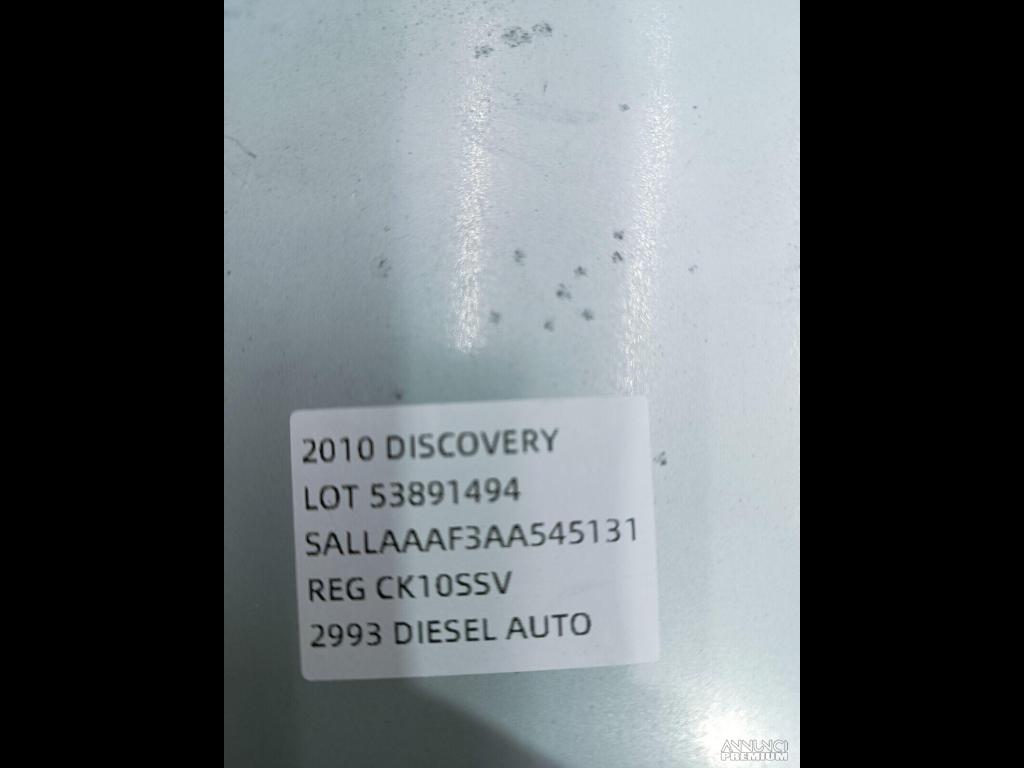 2010 DISCOVERY
LOT 53891494
SALLAAAF3AA545131
REG CK10SSV
2993 DIESEL AUTO
ANNUNCI
PREMIUM